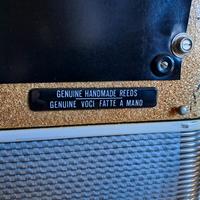 GENUINE HANDMADE REEDS
GENUINE VOCI FATTE A MANO